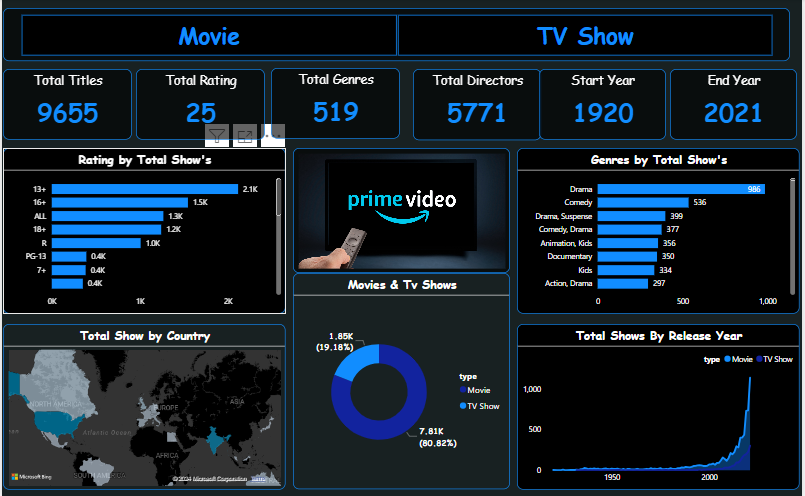 Movie
TV Show
Total Titles
9655
Total Rating
25
Total Genres
519
Total Directors
5771
Start Year
1920
End Year
2021
Rating by Total Show's
13+
2.1K
16+
1.5K
ALL
1.3K
18+
1.2K
R
1.0K
PG-13
0.4K
7+
0.4K
0.4K
0K
1K
2K
prime video
Genres by Total Show's
Drama
986
Comedy
536
Drama, Suspense
399
Comedy, Drama
377
Animation, Kids
356
Documentary
350
Kids
334
Action, Drama
297
0
500
1,000
Total Show by Country
NORTH AMERICA
EUROPE
ASIA
Atlantic Ocean
AFRICA
SOUTH AMERICA
Microsoft Bing
© 2024 Microsoft Corporation Terms
Movies & Tv Shows
1.85K
(19.18%)
7.81K
(80.82%)
type
Movie
TV Show
Total Shows By Release Year
type Movie TV Show
1,000
500
0
1950
2000